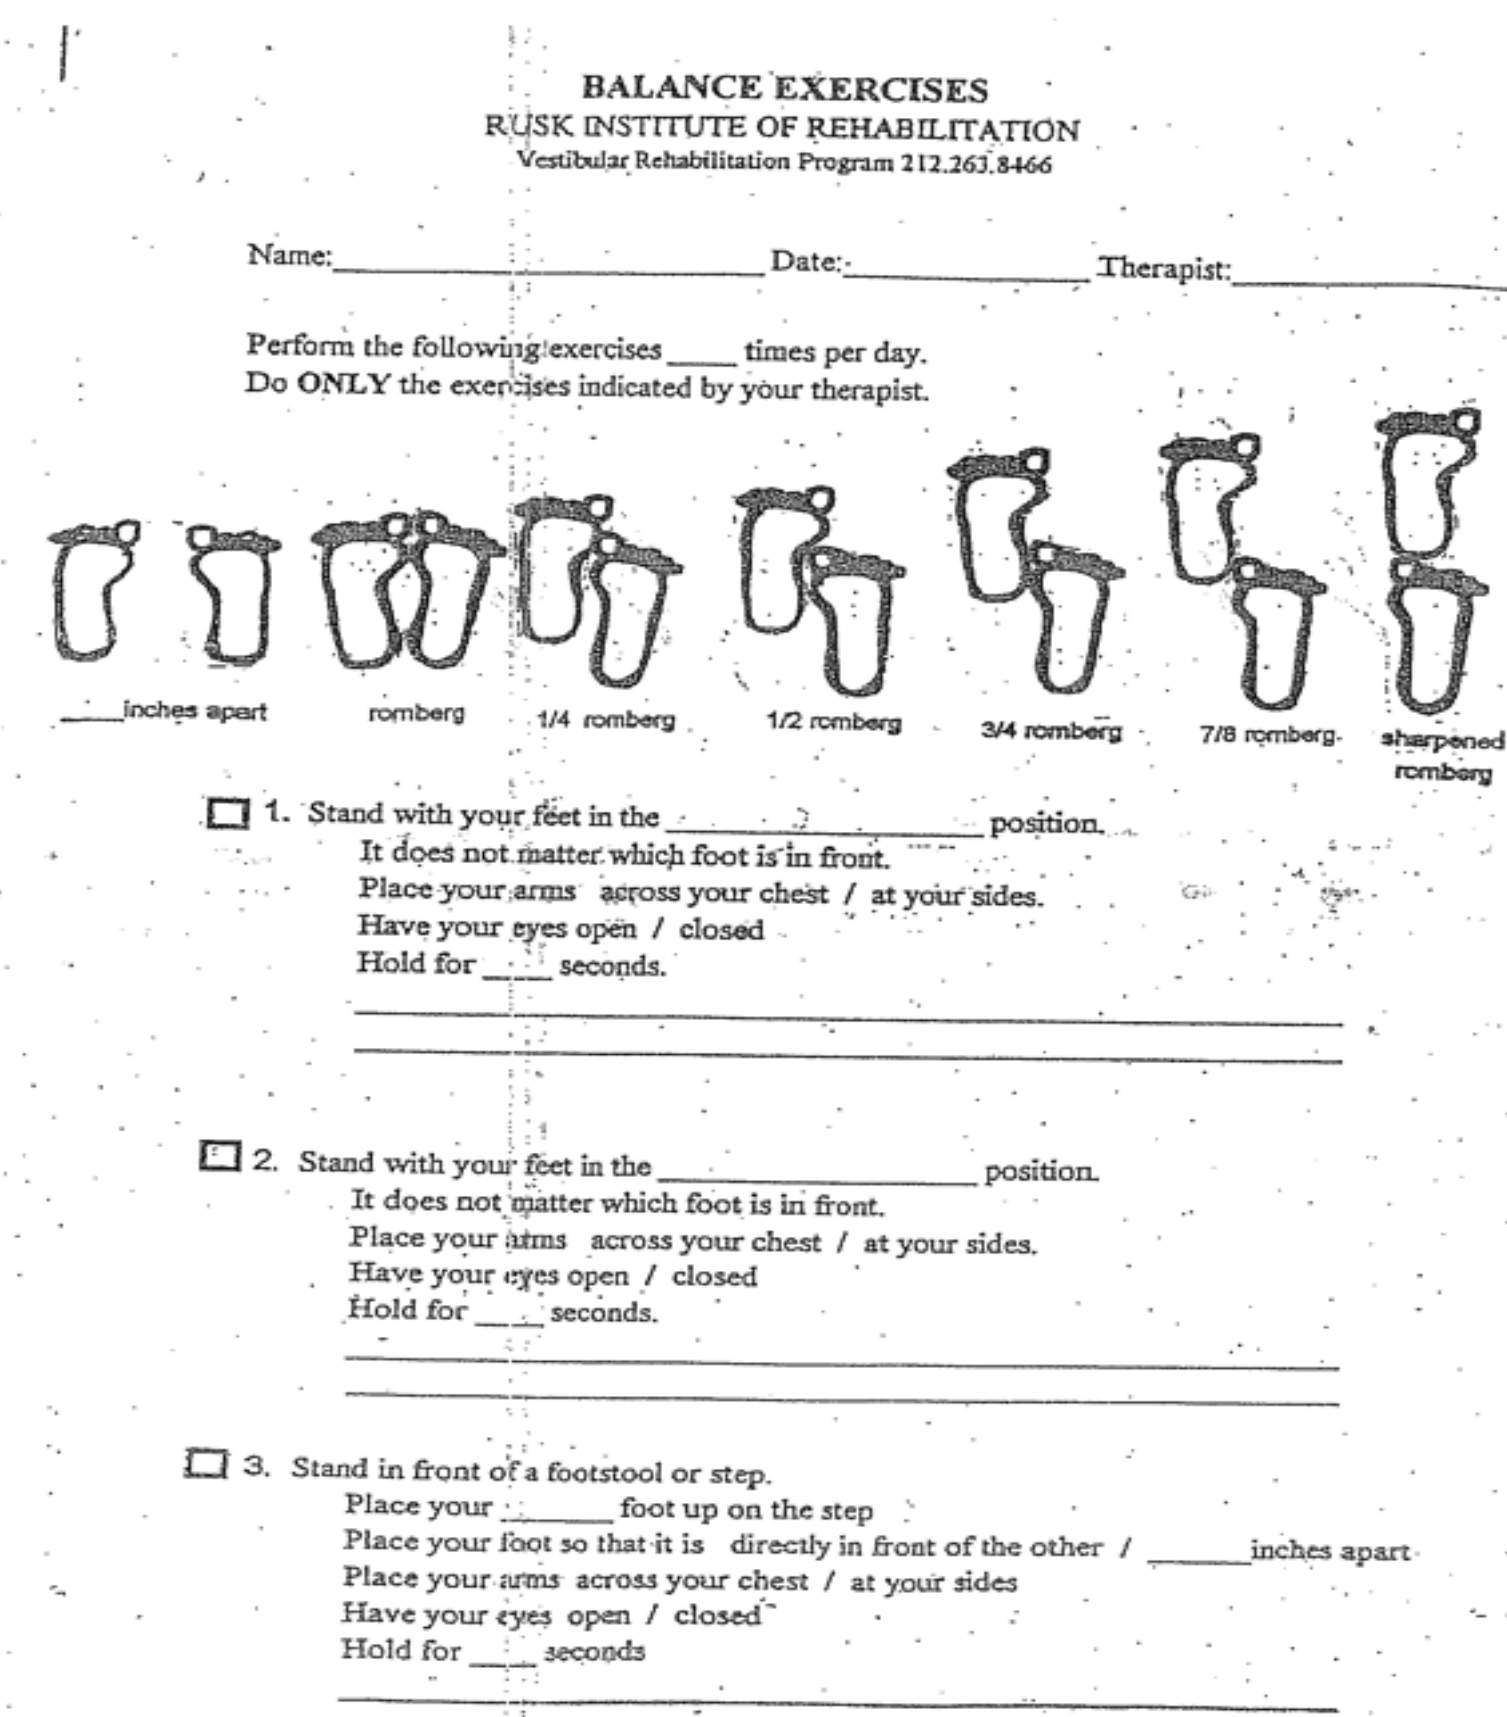 BALANCE EXERCISES
RUSK INSTITUTE OF REHABILITATION
Vestibular Rehabilitation Program 212.263.8466
Name:____ Date:____ Therapist:____
Perform the following exercises ____ times per day.
Do ONLY the exercises indicated by your therapist.
____inches apart romberg 1/4 romberg 1/2 romberg 3/4 romberg 7/8 romberg sharpened romberg
1. Stand with your feet in the ____ position.
It does not matter which foot is in front.
Place your arms across your chest / at your sides.
Have your eyes open / closed
Hold for ____ seconds.
2. Stand with your feet in the ____ position.
It does not matter which foot is in front.
Place your arms across your chest / at your sides.
Have your eyes open / closed
Hold for ____ seconds.
3. Stand in front of a footstool or step.
Place your ____ foot up on the step
Place your foot so that it is directly in front of the other / ____inches apart
Place your arms across your chest / at your sides
Have your eyes open / closed
Hold for ____ seconds